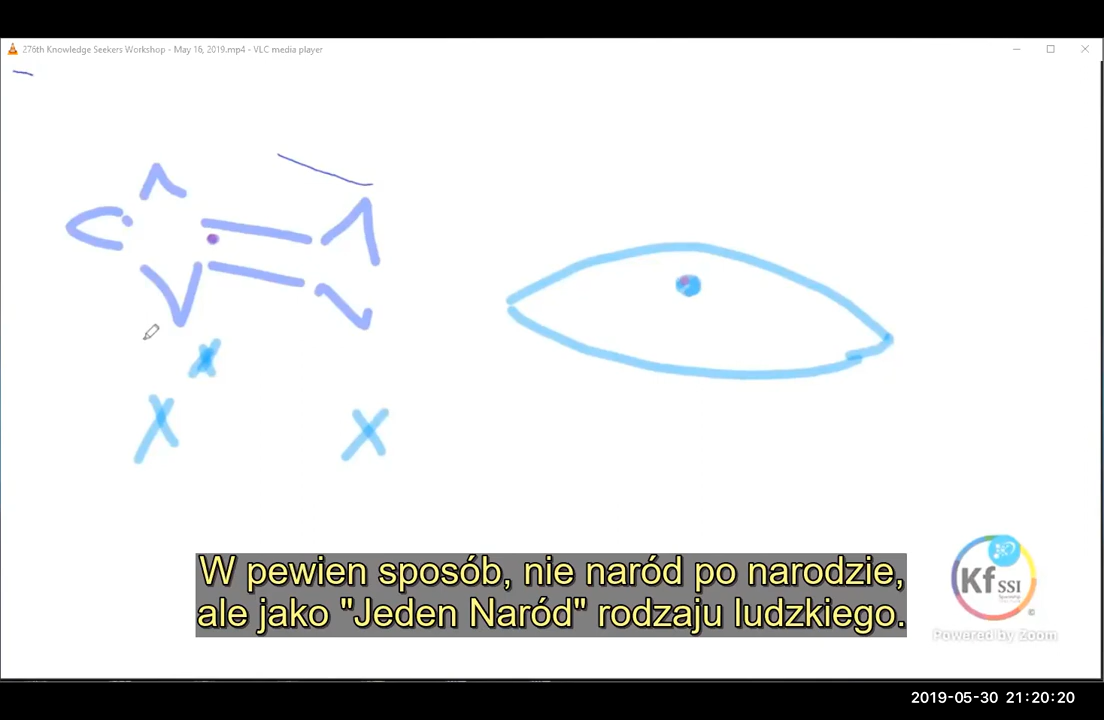 276th Knowledge Seekers Workshop - May 16, 2019.mp4 - VLC media player
X
X
X
W pewien sposób, nie naród po narodzie,
ale jako "Jeden Naród" rodzaju ludzkiego.
Kf SSI
©
Powered by Zoom
2019-05-30 21:20:20